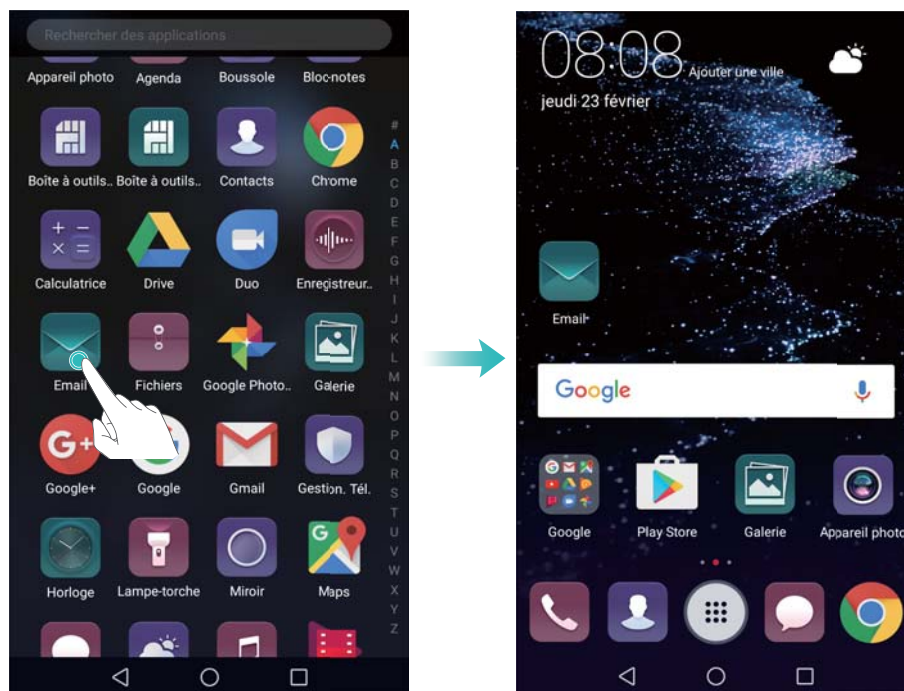 Rechercher des applications
Appareil photo Agenda Boussole Bloc-notes
Boîte à outils.. Boîte à outils.. Contacts Chrome
Calculatrice Drive Duo Enregistreur..
Email Fichiers Google Photo.. Galerie
G+ G
Google+ Google Gmail Gestion. Tél.
G
Horloge Lampe-torche Miroir Maps
#
A
B
C
D
E
F
G
H
I
J
K
L
M
N
O
P
Q
R
S
T
U
V
W
X
Y
Z
08:08 Ajouter une ville
jeudi 23 février
Email
Google
Google Play Store Galerie Appareil photo